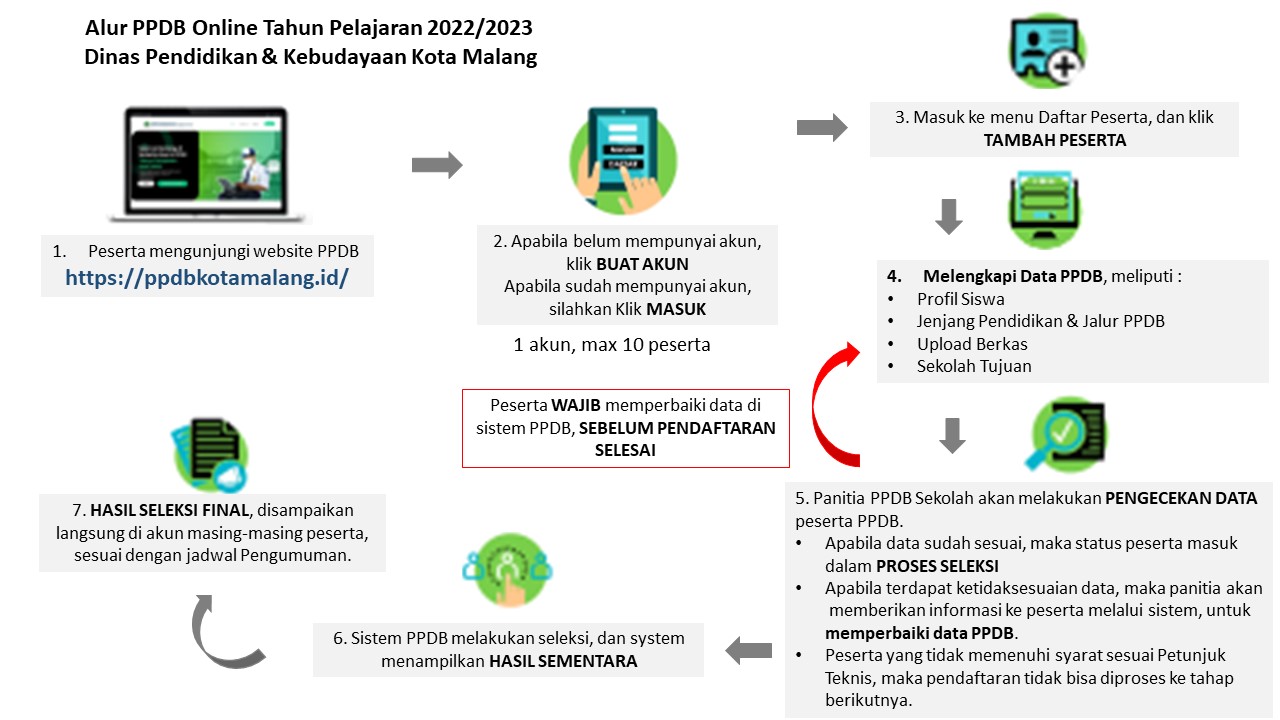 Alur PPDB Online Tahun Pelajaran 2022/2023
Dinas Pendidikan & Kebudayaan Kota Malang
1. Peserta mengunjungi website PPDB
https://ppdbkotamalang.id/
2. Apabila belum mempunyai akun,
klik BUAT AKUN
Apabila sudah mempunyai akun,
silahkan Klik MASUK
1 akun, max 10 peserta
3. Masuk ke menu Daftar Peserta, dan klik
TAMBAH PESERTA
4. Melengkapi Data PPDB, meliputi :
• Profil Siswa
• Jenjang Pendidikan & Jalur PPDB
• Upload Berkas
• Sekolah Tujuan
Peserta WAJIB memperbaiki data di
sistem PPDB, SEBELUM PENDAFTARAN
SELESAI
5. Panitia PPDB Sekolah akan melakukan PENGECEKAN DATA
peserta PPDB.
• Apabila data sudah sesuai, maka status peserta masuk
dalam PROSES SELEKSI
• Apabila terdapat ketidaksesuaian data, maka panitia akan
memberikan informasi ke peserta melalui sistem, untuk
memperbaiki data PPDB.
• Peserta yang tidak memenuhi syarat sesuai Petunjuk
Teknis, maka pendaftaran tidak bisa diproses ke tahap
berikutnya.
6. Sistem PPDB melakukan seleksi, dan system
menampilkan HASIL SEMENTARA
7. HASIL SELEKSI FINAL, disampaikan
langsung di akun masing-masing peserta,
sesuai dengan jadwal Pengumuman.